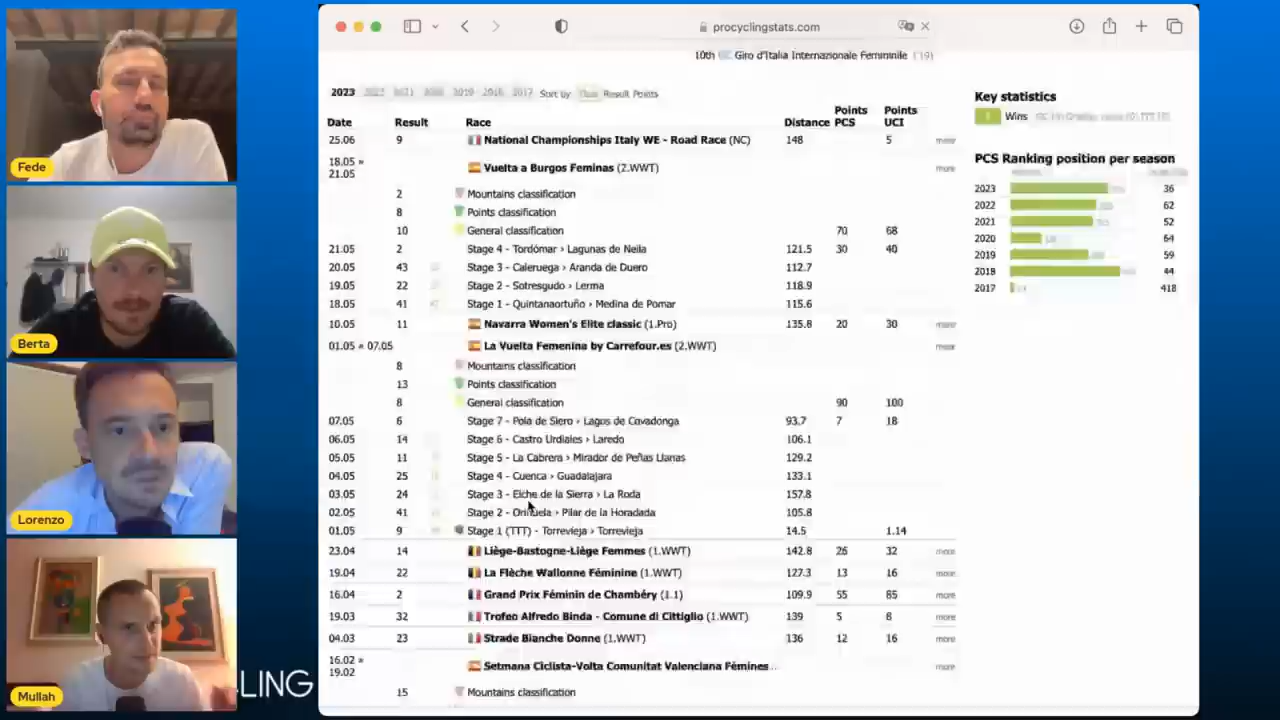 Fede
Berta
Lorenzo
Mullah
LING
procyclingstats.com
10th Giro d'Italia Internazionale Femminile ('19)
2023 2022 2021 2020 2019 2018 2017 Sort by: Date Result Points
Date Result Race Distance Points PCS Points UCI
25.06 9 National Championships Italy WE - Road Race (NC) 148 5 more
18.05 » 21.05 Vuelta a Burgos Feminas (2.WWT) more
2 Mountains classification
8 Points classification
10 General classification 70 68
21.05 2 Stage 4 - Tordómar › Lagunas de Neila 121.5 30 40
20.05 43 Stage 3 - Caleruega › Aranda de Duero 112.7
19.05 22 Stage 2 - Sotresgudo › Lerma 118.9
18.05 41 Stage 1 - Quintanaortuño › Medina de Pomar 115.6
10.05 11 Navarra Women's Elite classic (1.Pro) 135.8 20 30 more
01.05 » 07.05 La Vuelta Femenina by Carrefour.es (2.WWT) more
8 Mountains classification
13 Points classification
8 General classification 90 100
07.05 6 Stage 7 - Pola de Siero › Lagos de Covadonga 93.7 7 18
06.05 14 Stage 6 - Castro Urdiales › Laredo 106.1
05.05 11 Stage 5 - La Cabrera › Mirador de Peñas Llanas 129.2
04.05 25 Stage 4 - Cuenca › Guadalajara 133.1
03.05 24 Stage 3 - Elche de la Sierra › La Roda 157.8
02.05 41 Stage 2 - Orihuela › Pilar de la Horadada 105.8
01.05 9 Stage 1 (TTT) - Torrevieja › Torrevieja 14.5 1.14
23.04 14 Liège-Bastogne-Liège Femmes (1.WWT) 142.8 26 32 more
19.04 22 La Flèche Wallonne Féminine (1.WWT) 127.3 13 16 more
16.04 2 Grand Prix Féminin de Chambéry (1.1) 109.9 55 85 more
19.03 32 Trofeo Alfredo Binda - Comune di Cittiglio (1.WWT) 139 5 8 more
04.03 23 Strade Bianche Donne (1.WWT) 136 12 16 more
16.02 » 19.02 Setmana Ciclista-Volta Comunitat Valenciana Fémines... more
15 Mountains classification
Key statistics
Wins
PCS Ranking position per season
2023 36
2022 62
2021 52
2020 64
2019 59
2018 44
2017 418